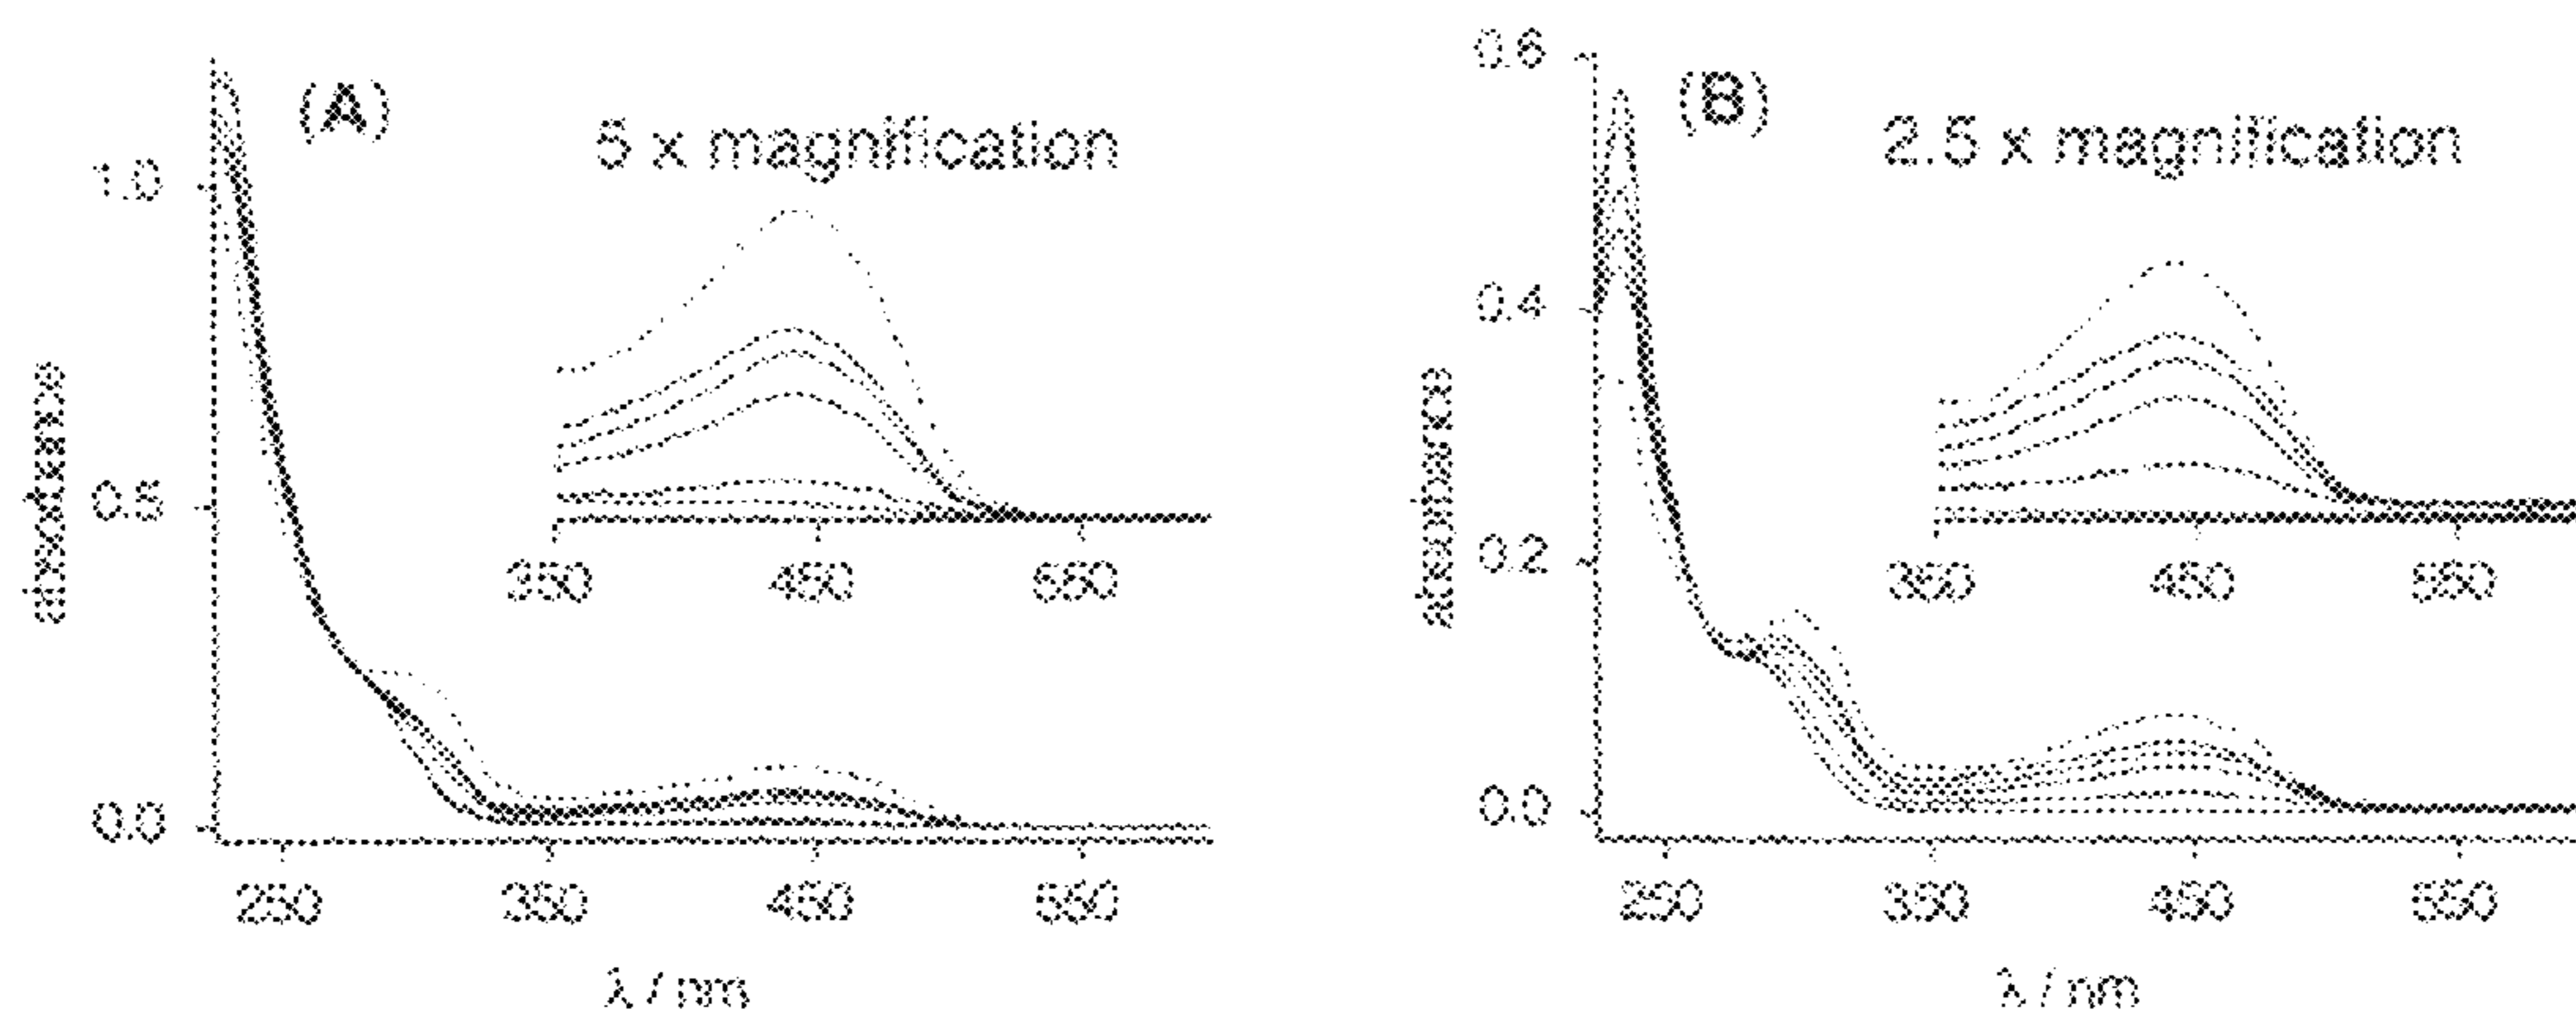 (A)
5 x magnification
1.0
0.5
0.0
absorbance
350 450 550
250 350 450 550
λ / nm
(B)
2.5 x magnification
0.6
0.4
0.2
0.0
absorbance
350 450 550
250 350 450 550
λ / nm